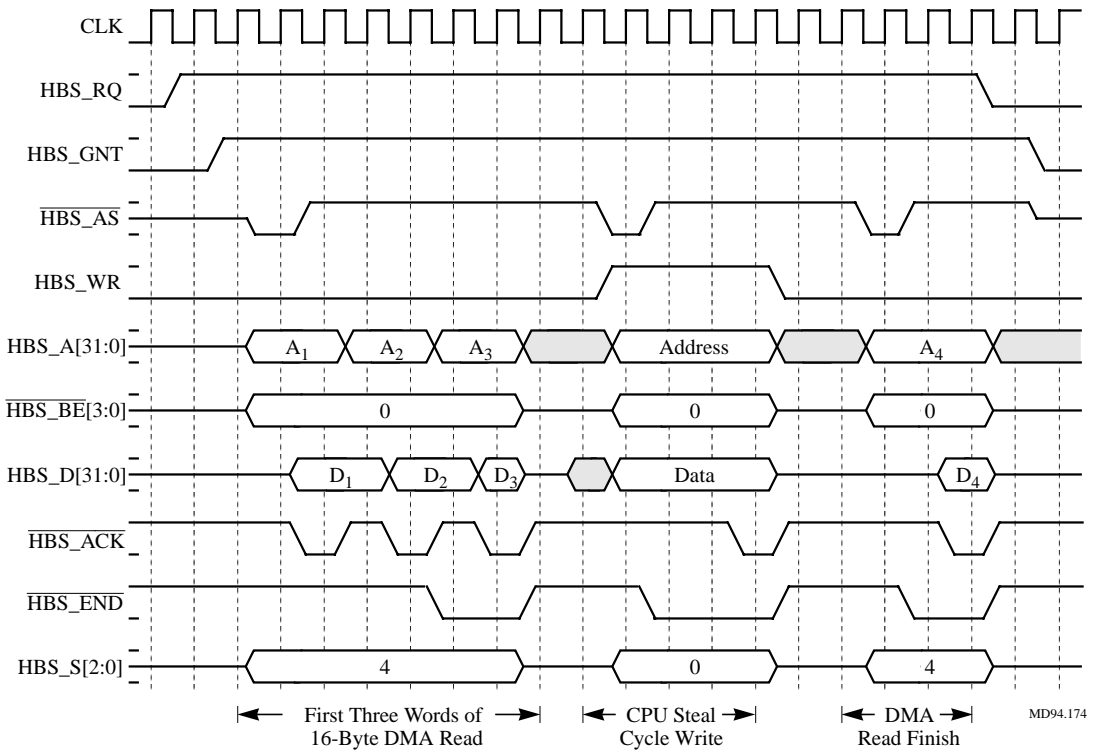 CLK
HBS_RQ
HBS_GNT
HBS_AS
HBS_WR
HBS_A[31:0] A1 A2 A3 Address A4
HBS_BE[3:0] 0 0 0
HBS_D[31:0] D1 D2 D3 Data D4
HBS_ACK
HBS_END
HBS_S[2:0] 4 0 4
First Three Words of CPU Steal DMA MD94.174
16-Byte DMA Read Cycle Write Read Finish